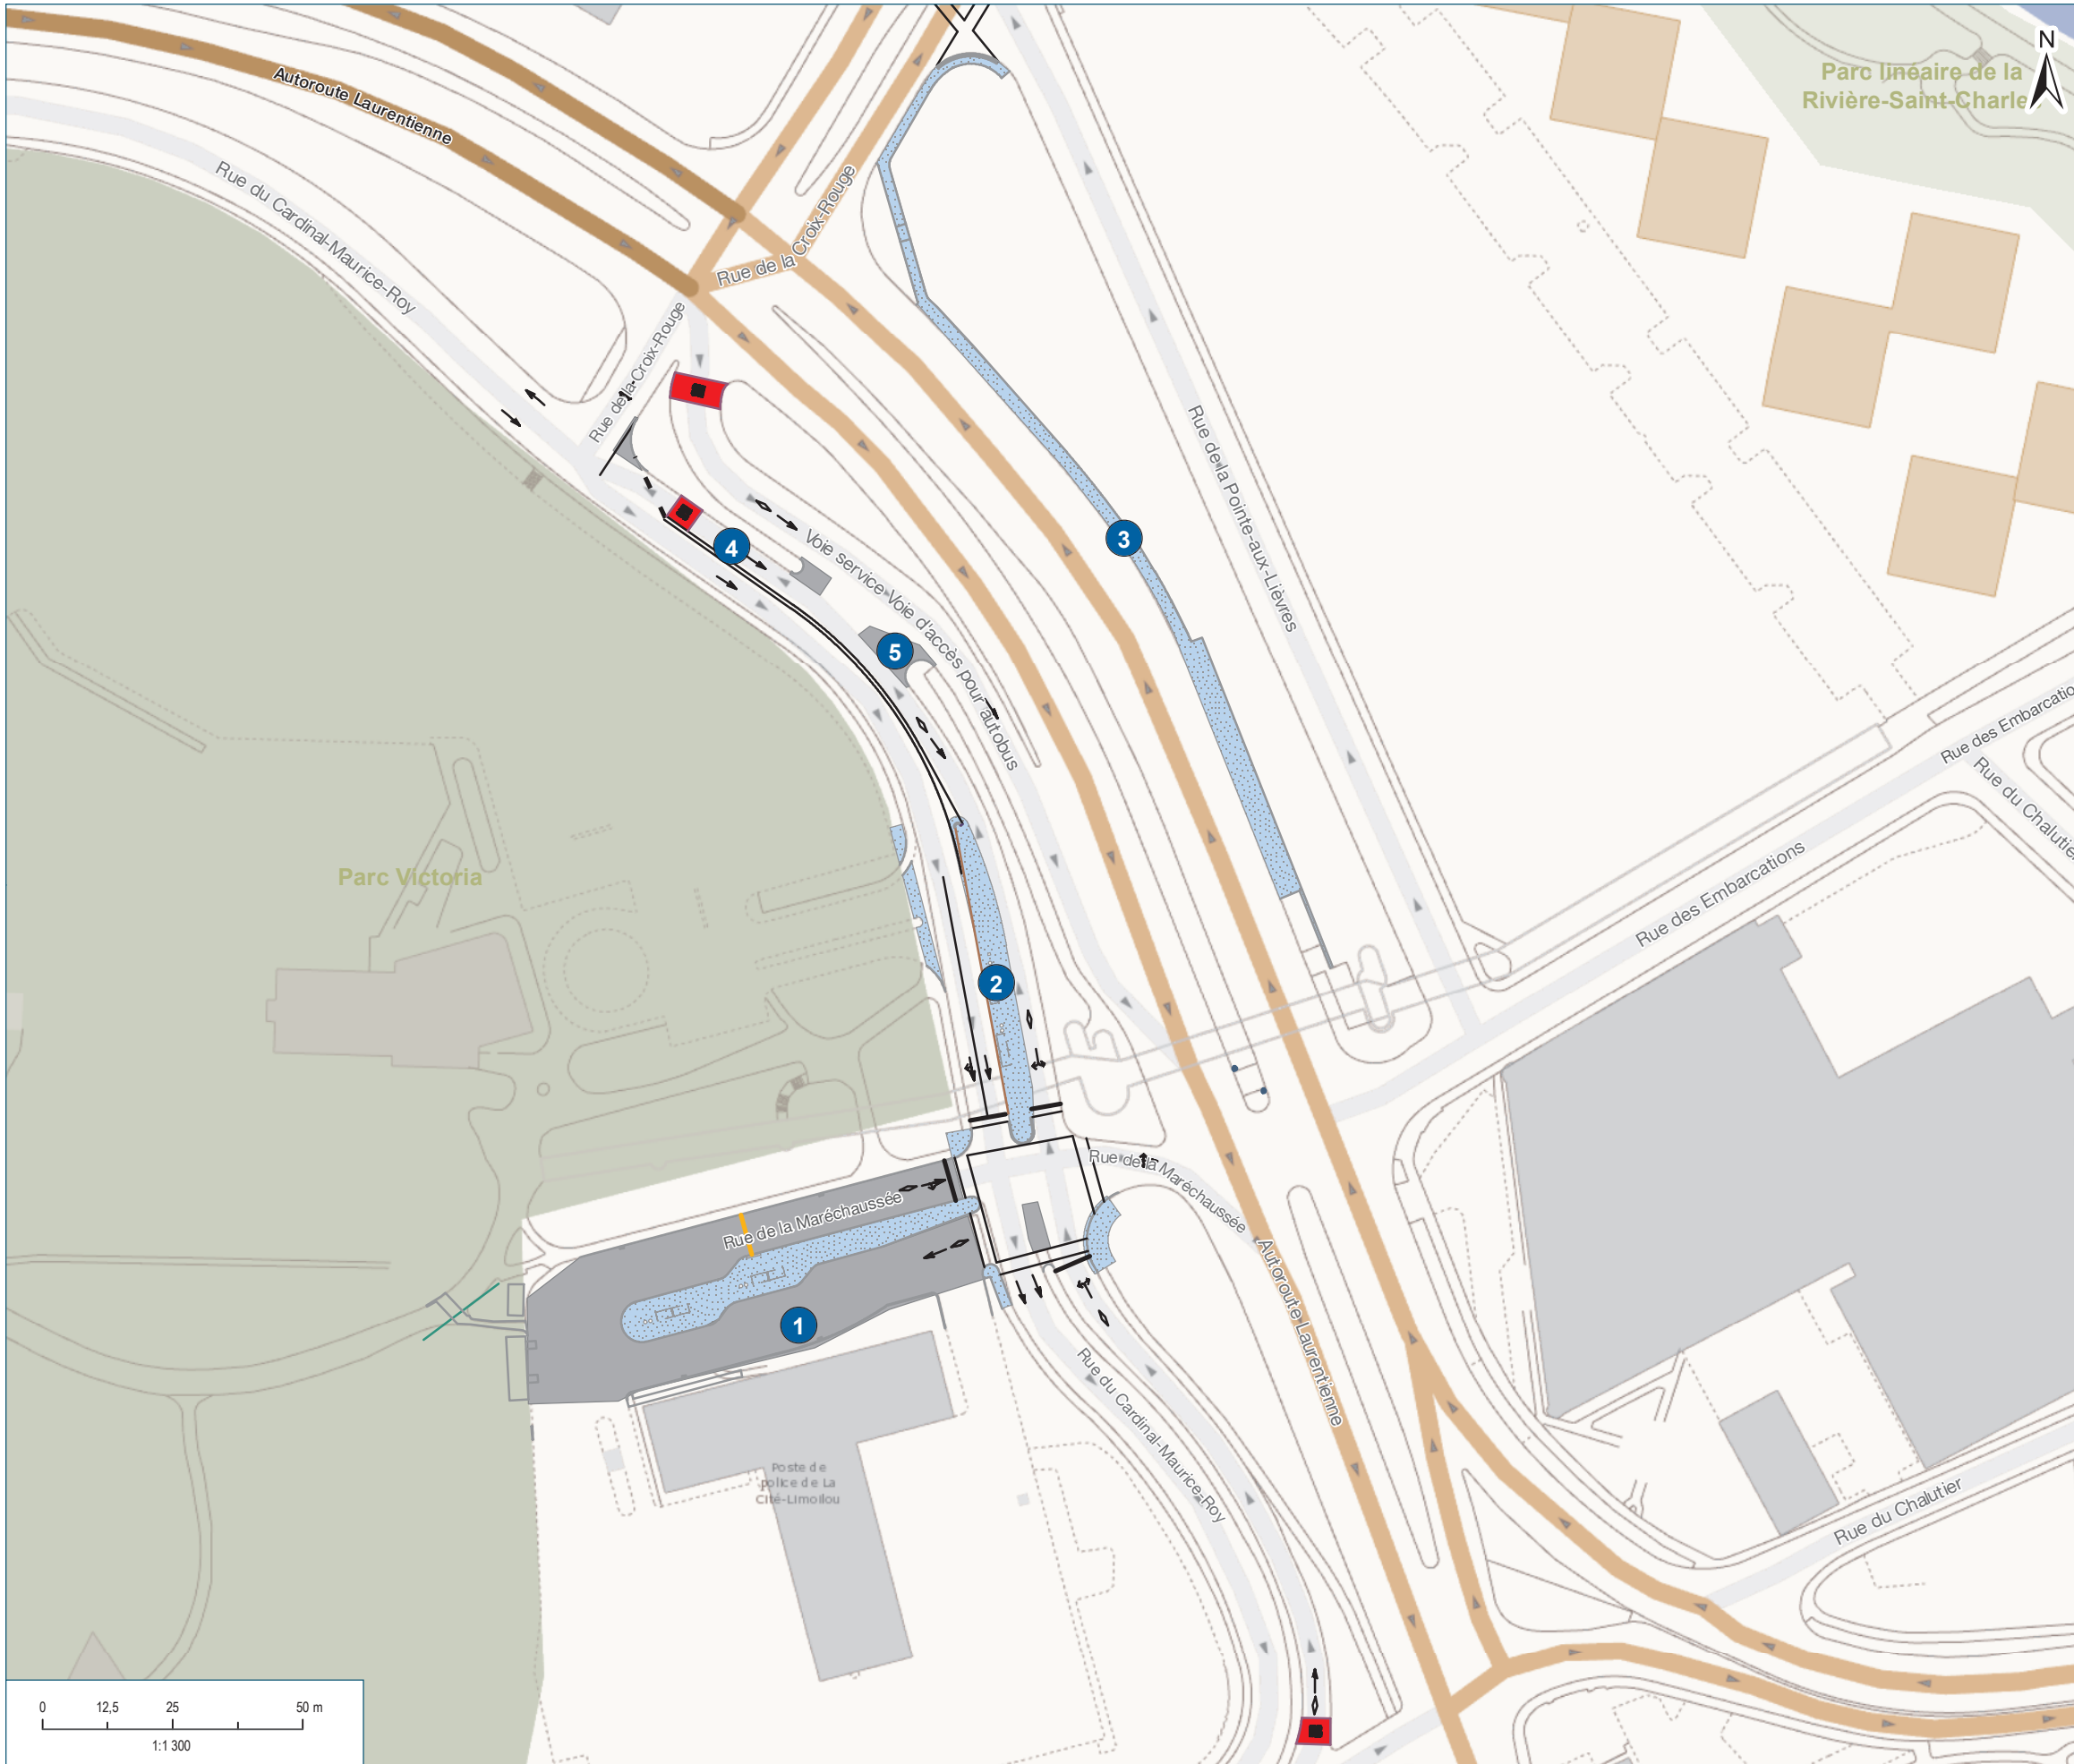 N
Parc linéaire de la
Rivière-Saint-Charle
Autoroute Laurentienne
Rue du Cardinal-Maurice-Roy
Rue de la Croix-Rouge
Rue de la Croix-Rouge
Rue de la Pointe-aux-Lièvres
3
4
Voie service Voie d'accès pour autobus
5
Rue des Embarcatio
Rue du Chalutier
Rue des Embarcations
Parc Victoria
2
Rue de la Maréchaussée
Rue de la Maréchaussée
Autoroute Laurentienne
1
Rue du Cardinal-Maurice-Roy
Poste de
police de La
Cité-Limoilou
Rue du Chalutier
0 12,5 25 50 m
1:1 300